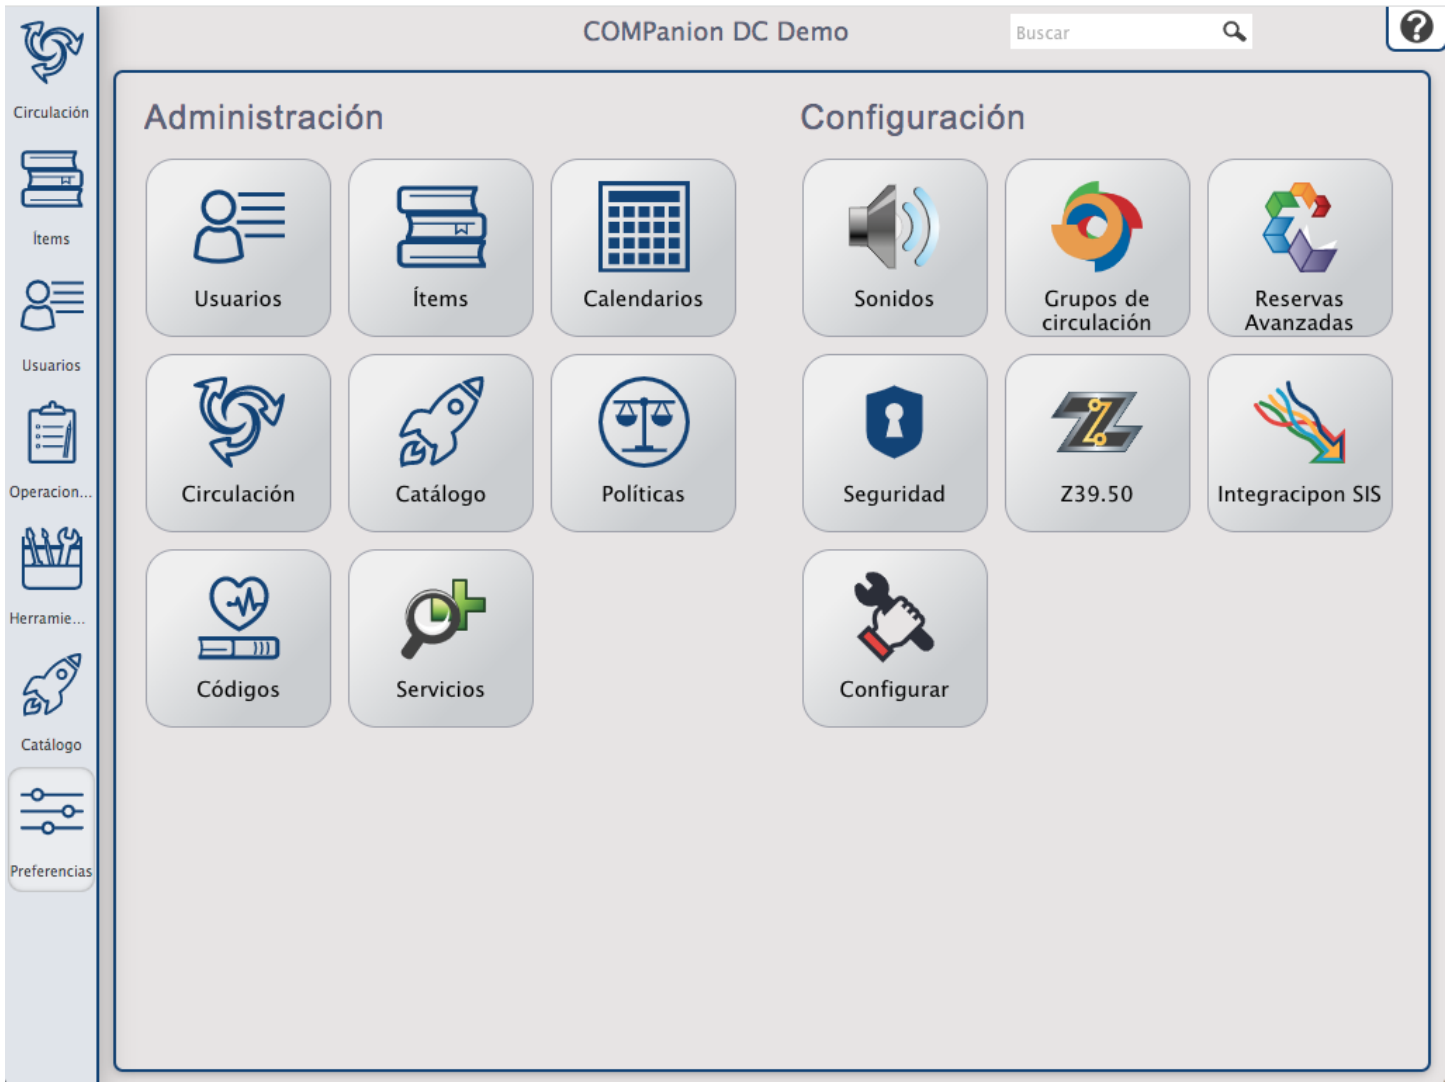 COMPanion DC Demo
Buscar
Circulación
Ítems
Usuarios
Operacion...
Herramie...
Catálogo
Preferencias
Administración
Usuarios
Ítems
Calendarios
Circulación
Catálogo
Políticas
Códigos
Servicios
Configuración
Sonidos
Grupos de
circulación
Reservas
Avanzadas
Seguridad
Z39.50
Integracipon SIS
Configurar